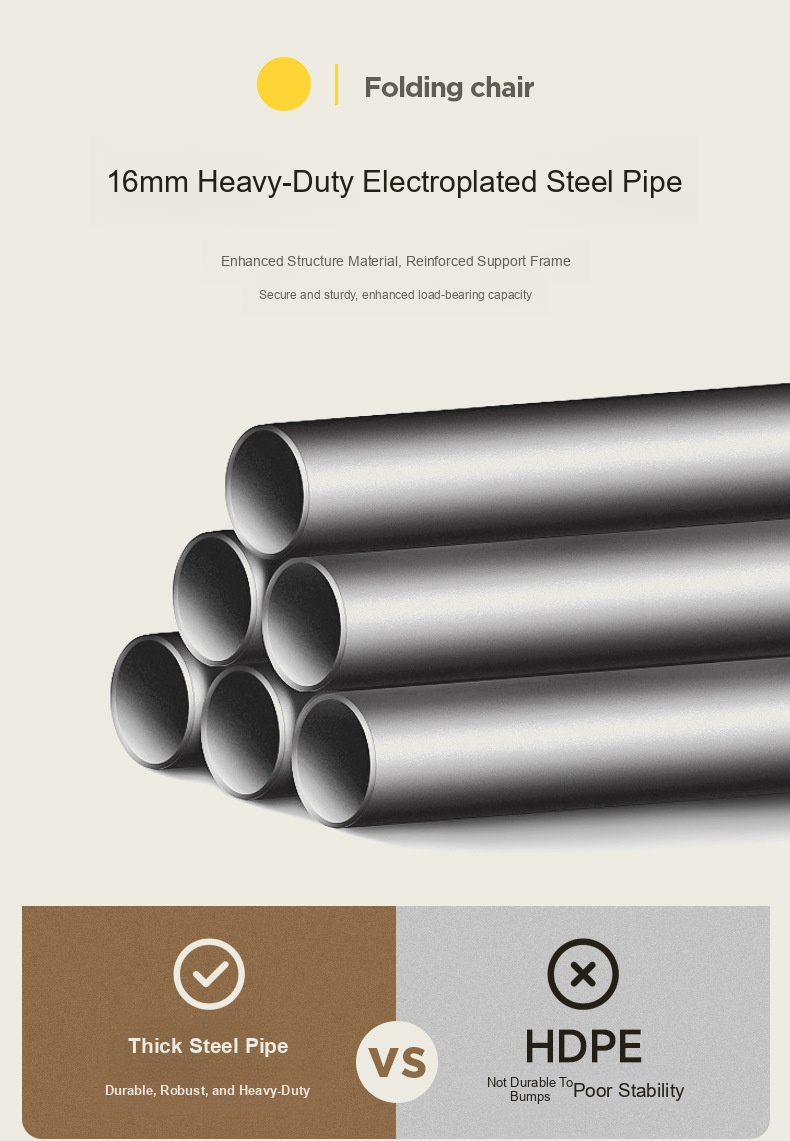 Folding chair
16mm Heavy-Duty Electroplated Steel Pipe
Enhanced Structure Material, Reinforced Support Frame
Secure and sturdy, enhanced load-bearing capacity
Thick Steel Pipe
Durable, Robust, and Heavy-Duty
VS
HDPE
Not Durable To
Bumps
Poor Stability